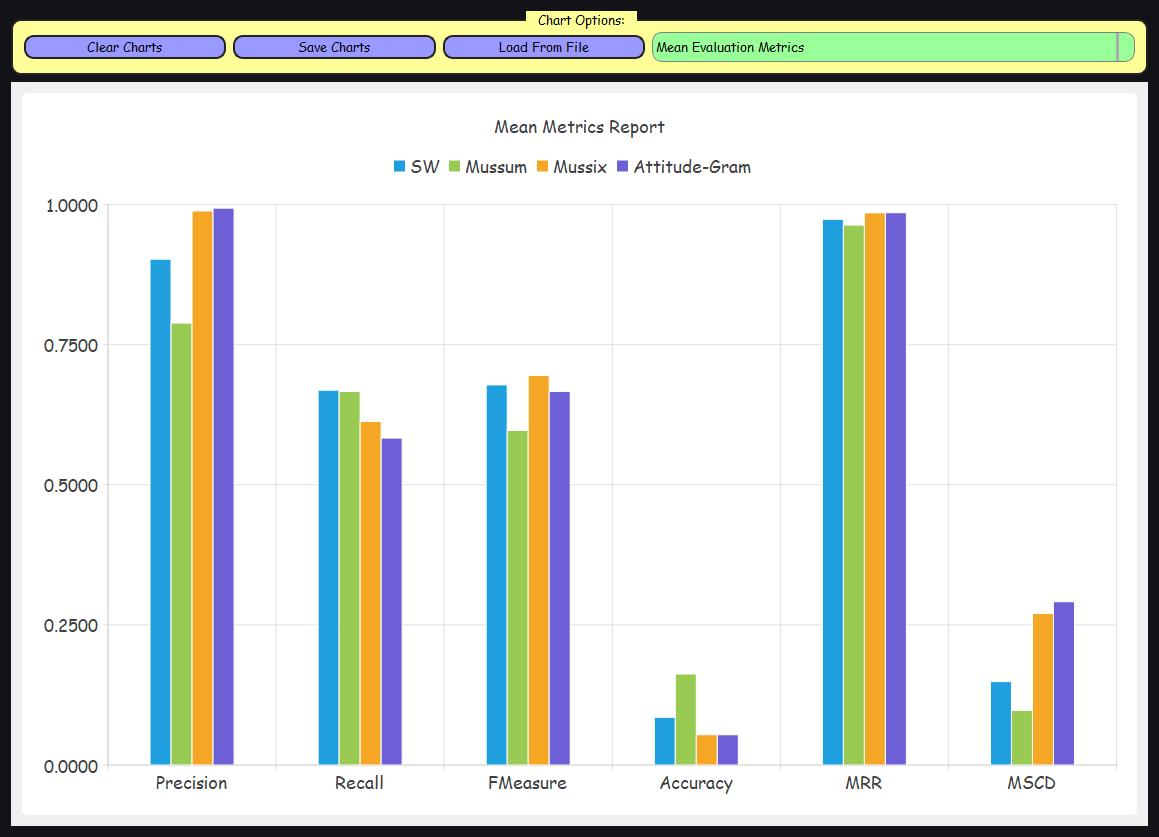 Chart Options:
Clear Charts
Save Charts
Load From File
Mean Evaluation Metrics
Mean Metrics Report
SW Mussum Mussix Attitude-Gram
1.0000
0.7500
0.5000
0.2500
0.0000
Precision Recall FMeasure Accuracy MRR MSCD